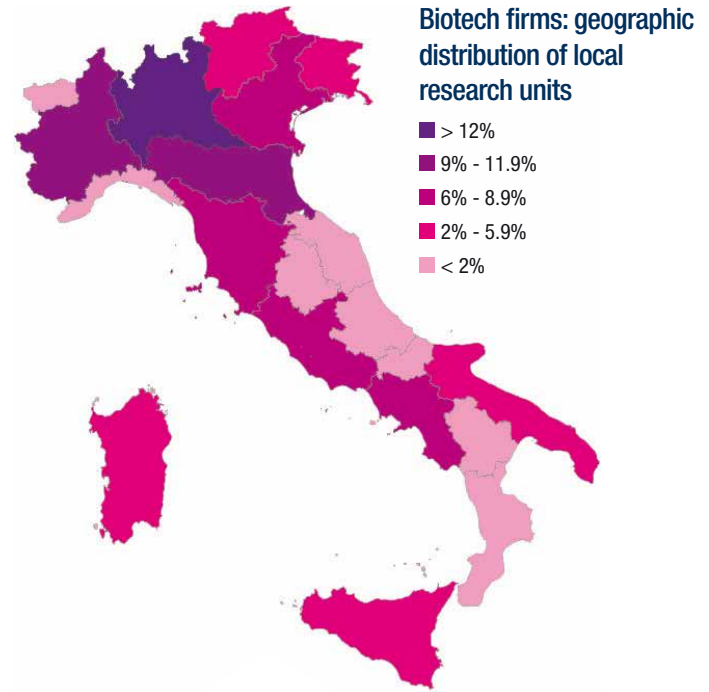 Biotech firms: geographic
distribution of local
research units
> 12%
9% - 11.9%
6% - 8.9%
2% - 5.9%
< 2%